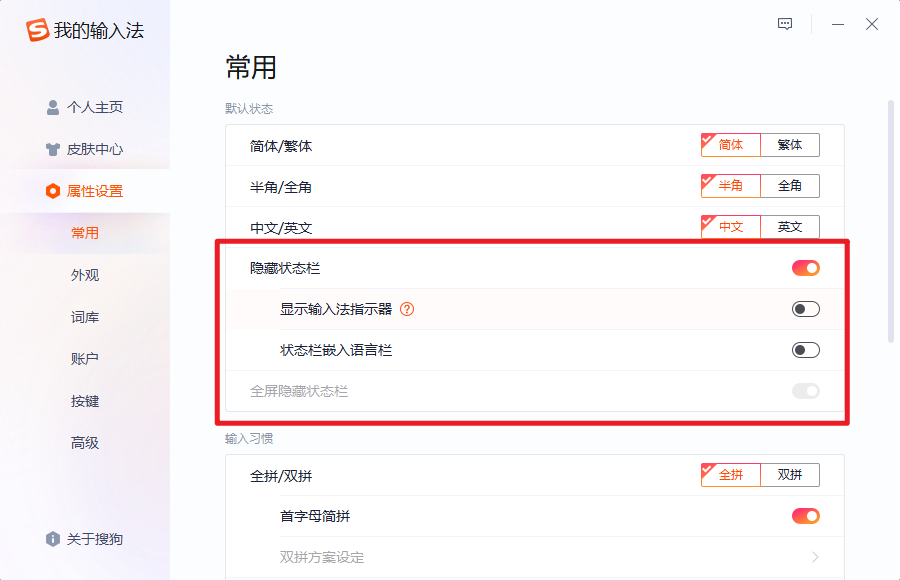 我的输入法
个人主页
皮肤中心
属性设置
常用
外观
词库
账户
按键
高级
关于搜狗
常用
默认状态
简体/繁体 简体 繁体
半角/全角 半角 全角
中文/英文 中文 英文
隐藏状态栏
显示输入法指示器 ?
状态栏嵌入语言栏
全屏隐藏状态栏
输入习惯
全拼/双拼 全拼 双拼
首字母简拼
双拼方案设定